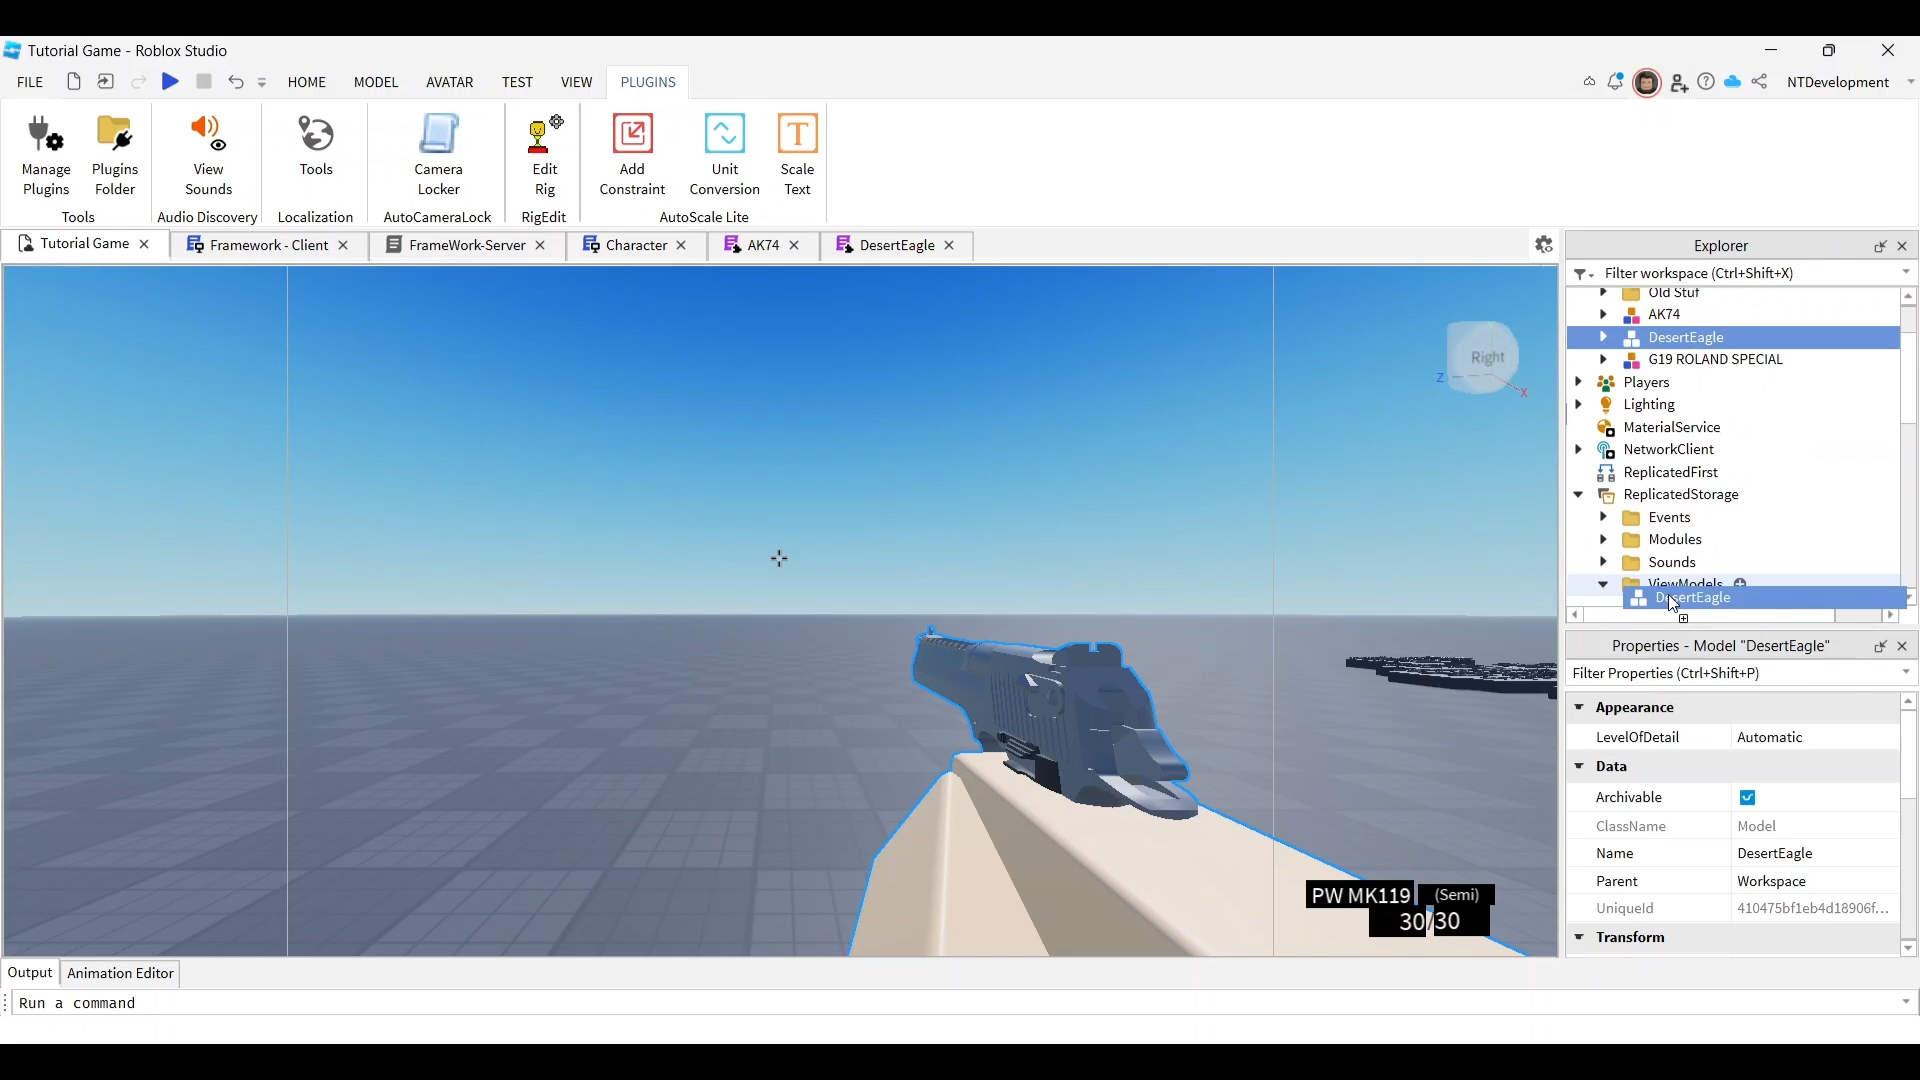 Tutorial Game - Roblox Studio
FILE
HOME
MODEL
AVATAR
TEST
VIEW
PLUGINS
NTDevelopment
Manage Plugins
Plugins Folder
Tools
View Sounds
Audio Discovery
Tools
Localization
Camera Locker
AutoCameraLock
Edit Rig
RigEdit
Add Constraint
Unit Conversion
Scale Text
AutoScale Lite
Tutorial Game
Framework - Client
FrameWork-Server
Character
AK74
DesertEagle
Right
Z
X
PW MK119
(Semi)
30/30
Explorer
Filter workspace (Ctrl+Shift+X)
Old Stuf
AK74
DesertEagle
G19 ROLAND SPECIAL
Players
Lighting
MaterialService
NetworkClient
ReplicatedFirst
ReplicatedStorage
Events
Modules
Sounds
ViewModels
DesertEagle
Properties - Model "DesertEagle"
Filter Properties (Ctrl+Shift+P)
Appearance
LevelOfDetail Automatic
Data
Archivable
ClassName Model
Name DesertEagle
Parent Workspace
UniqueId 410475bf1eb4d18906f...
Transform
Output
Animation Editor
Run a command